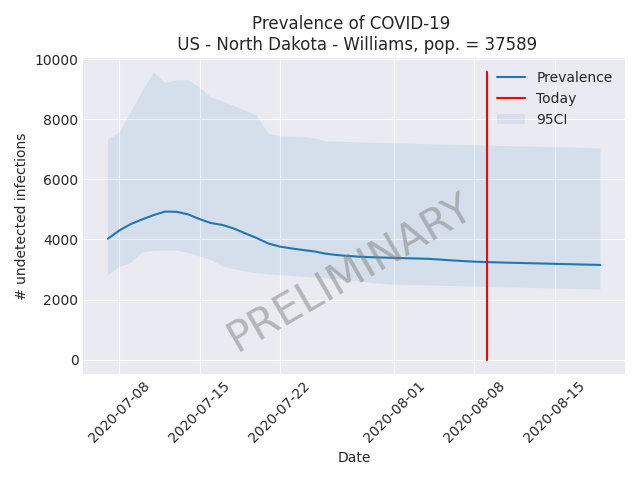 Prevalence of COVID-19
US - North Dakota - Williams, pop. = 37589
10000
8000
6000
4000
2000
0
# undetected infections
Prevalence
Today
95CI
PRELIMINARY
2020-07-08
2020-07-15
2020-07-22
2020-08-01
2020-08-08
2020-08-15
Date